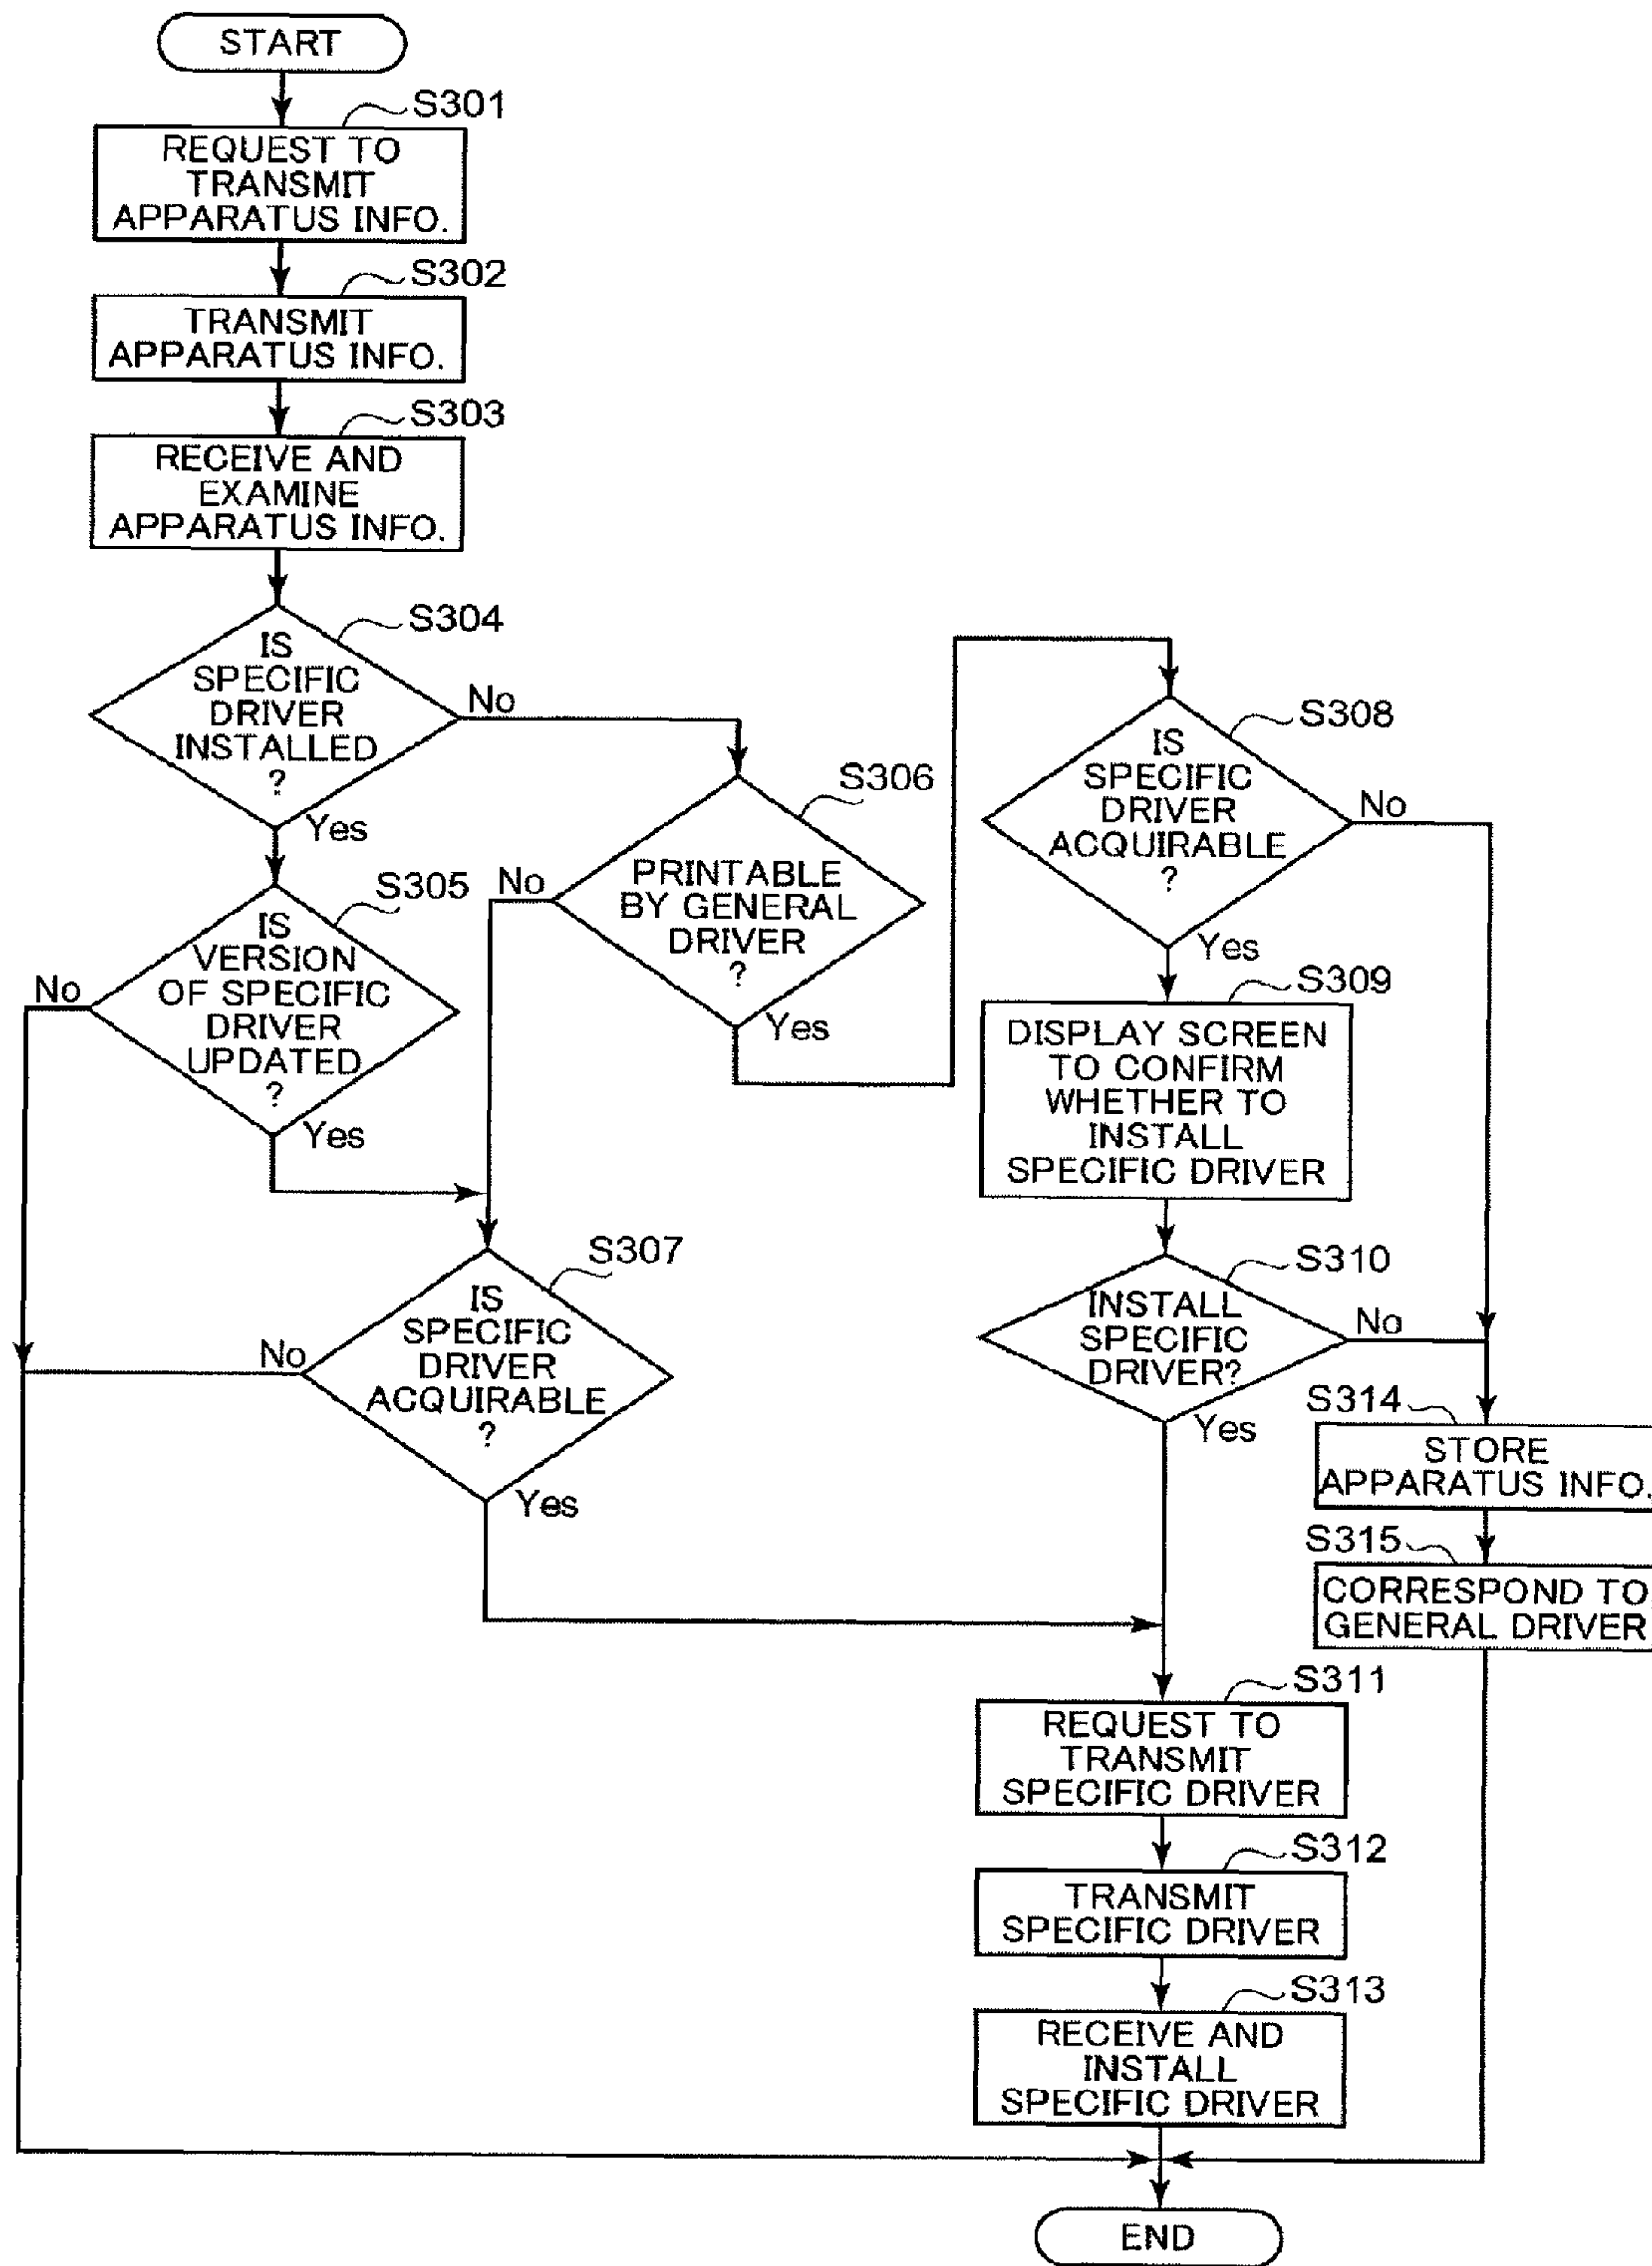 START
S301
REQUEST TO
TRANSMIT
APPARATUS INFO.
S302
TRANSMIT
APPARATUS INFO.
S303
RECEIVE AND
EXAMINE
APPARATUS INFO.
S304
IS
SPECIFIC
DRIVER
INSTALLED
?
No
Yes
S305
IS
VERSION
OF SPECIFIC
DRIVER
UPDATED
?
No
Yes
S306
PRINTABLE
BY GENERAL
DRIVER
?
No
Yes
S307
IS
SPECIFIC
DRIVER
ACQUIRABLE
?
No
Yes
S308
IS
SPECIFIC
DRIVER
ACQUIRABLE
?
No
Yes
S309
DISPLAY SCREEN
TO CONFIRM
WHETHER TO
INSTALL
SPECIFIC DRIVER
S310
INSTALL
SPECIFIC
DRIVER?
No
Yes
S314
STORE
APPARATUS INFO.
S315
CORRESPOND TO
GENERAL DRIVER
S311
REQUEST TO
TRANSMIT
SPECIFIC DRIVER
S312
TRANSMIT
SPECIFIC DRIVER
S313
RECEIVE AND
INSTALL
SPECIFIC DRIVER
END